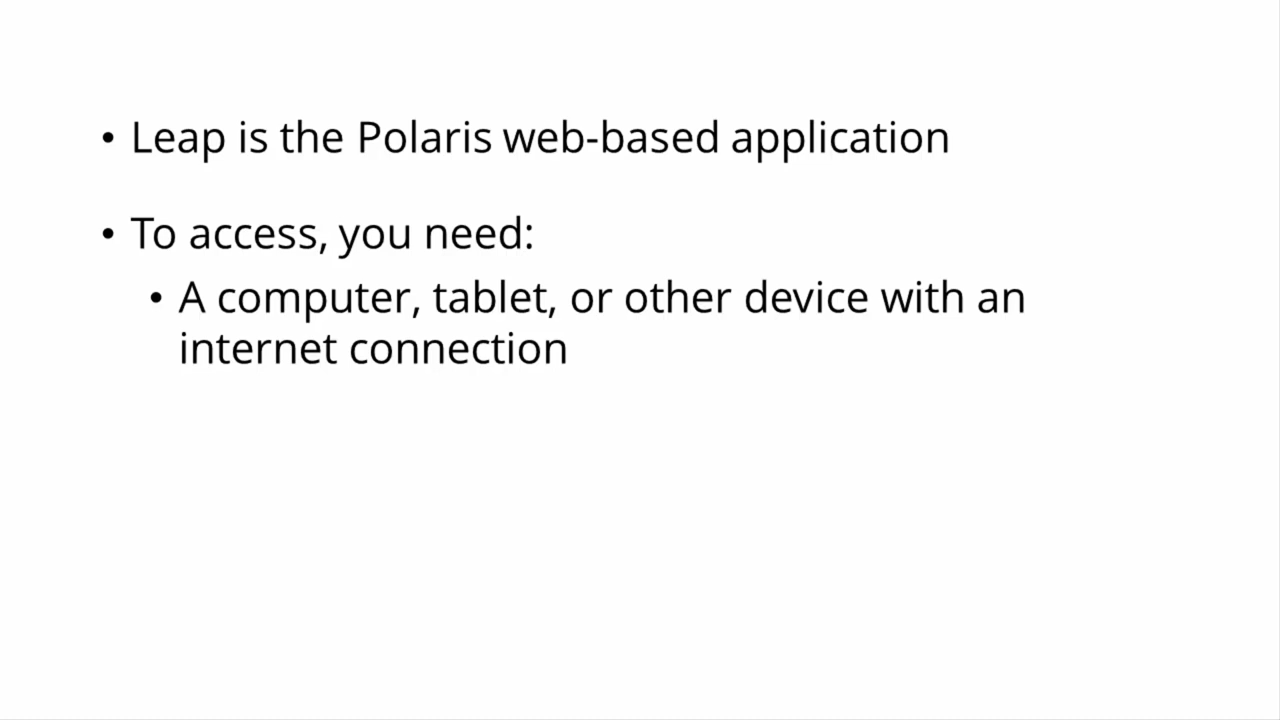 • Leap is the Polaris web-based application
• To access, you need:
• A computer, tablet, or other device with an
internet connection